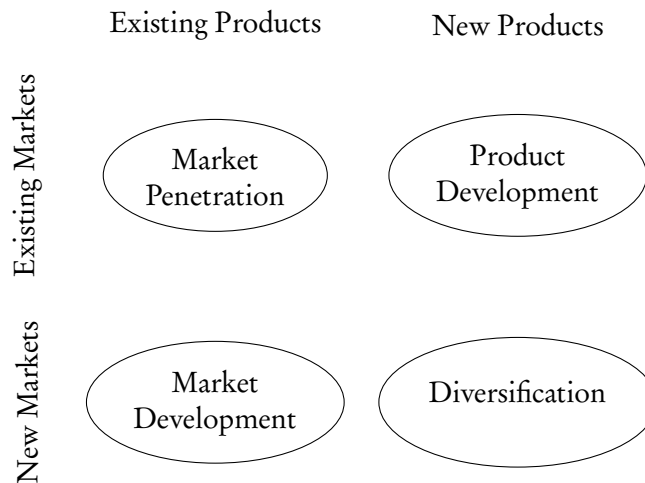 Existing Products
New Products
Existing Markets
Market
Penetration
Product
Development
New Markets
Market
Development
Diversification